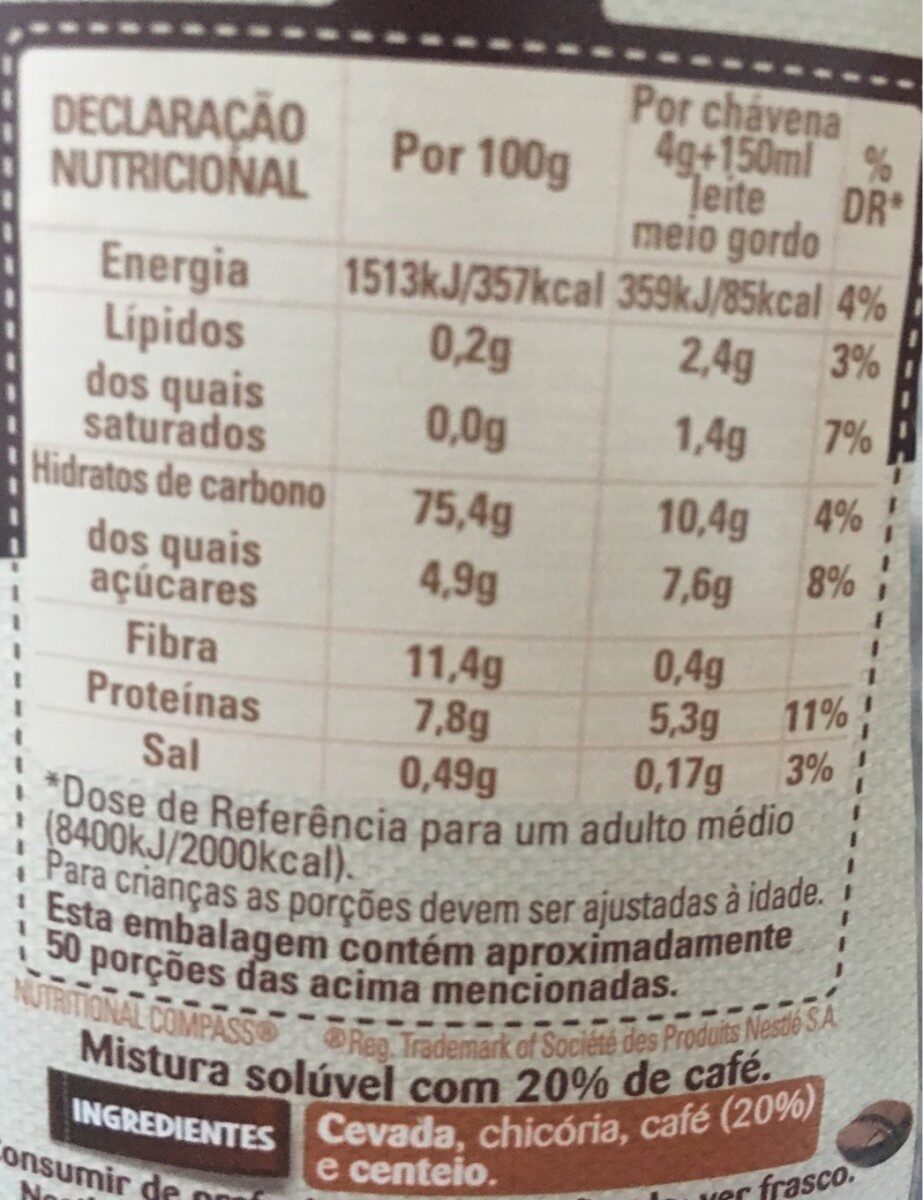 DECLARAÇÃO
NUTRICIONAL
Por 100g
Por chávena
4g+150ml
leite
meio gordo
%
DR*
Energia 1513kJ/357kcal 359kJ/85kcal 4%
Lípidos 0,2g 2,4g 3%
dos quais
saturados 0,0g 1,4g 7%
Hidratos de carbono 75,4g 10,4g 4%
dos quais
açúcares 4,9g 7,6g 8%
Fibra 11,4g 0,4g
Proteínas 7,8g 5,3g 11%
Sal 0,49g 0,17g 3%
*Dose de Referência para um adulto médio
(8400kJ/2000kcal).
Para crianças as porções devem ser ajustadas à idade.
Esta embalagem contém aproximadamente
50 porções das acima mencionadas.
NUTRITIONAL COMPASS® ®Reg. Trademark of Société des Produits Nestlé S.A.
Mistura solúvel com 20% de café.
INGREDIENTES Cevada, chicória, café (20%)
e centeio.
de
frasco.